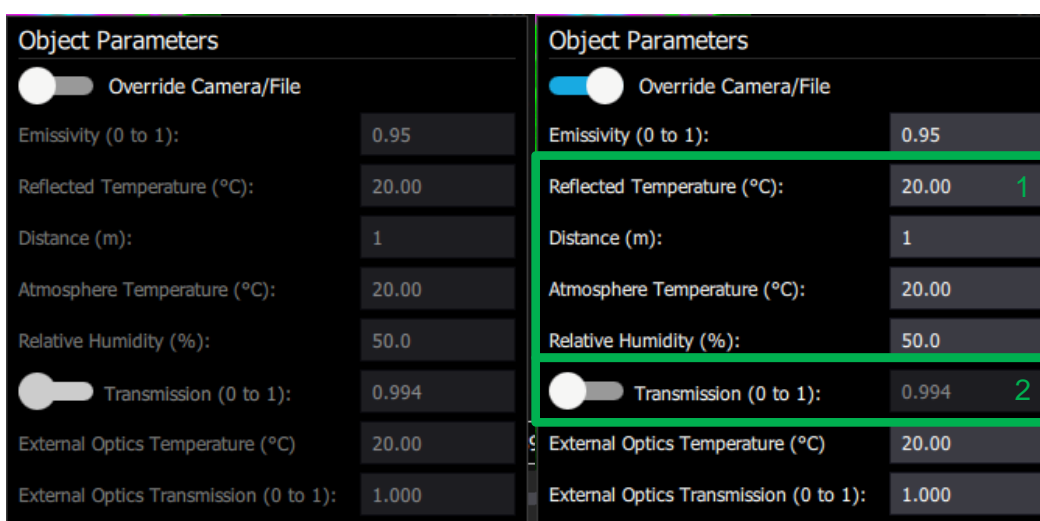 Object Parameters
Override Camera/File
Emissivity (0 to 1): 0.95
Reflected Temperature (°C): 20.00
Distance (m): 1
Atmosphere Temperature (°C): 20.00
Relative Humidity (%): 50.0
Transmission (0 to 1): 0.994
External Optics Temperature (°C) 20.00
External Optics Transmission (0 to 1): 1.000
Object Parameters
Override Camera/File
Emissivity (0 to 1): 0.95
Reflected Temperature (°C): 20.00 1
Distance (m): 1
Atmosphere Temperature (°C): 20.00
Relative Humidity (%): 50.0
Transmission (0 to 1): 0.994 2
External Optics Temperature (°C) 20.00
External Optics Transmission (0 to 1): 1.000